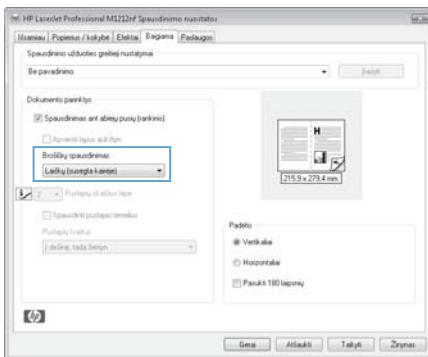 HP LaserJet Professional M1212nf Spausdinimo nuostatos
Išsamiau Popierius / kokybė Efektai Baigiama Paslaugos
Spausdinimo užduoties greitieji nustatymai
Be pavadinimo
Įrašyti
Dokumento parinktys
Spausdinimas ant abiejų pusių (rankinis)
Apversti lapus aukštyn
Brošiūrų spausdinimas
Laiškų (susegta kairėje)
2 Puslapių skaičius lape
Spausdinti puslapio rėmelius
Puslapių tvarka
Į dešinę, tada žemyn
H
215.9 × 279.4 mm.
Padėtis
Vertikaliai
Horizontaliai
Pasukti 180 laipsnių
hp
Gerai Atšaukti Taikyti Žinynas